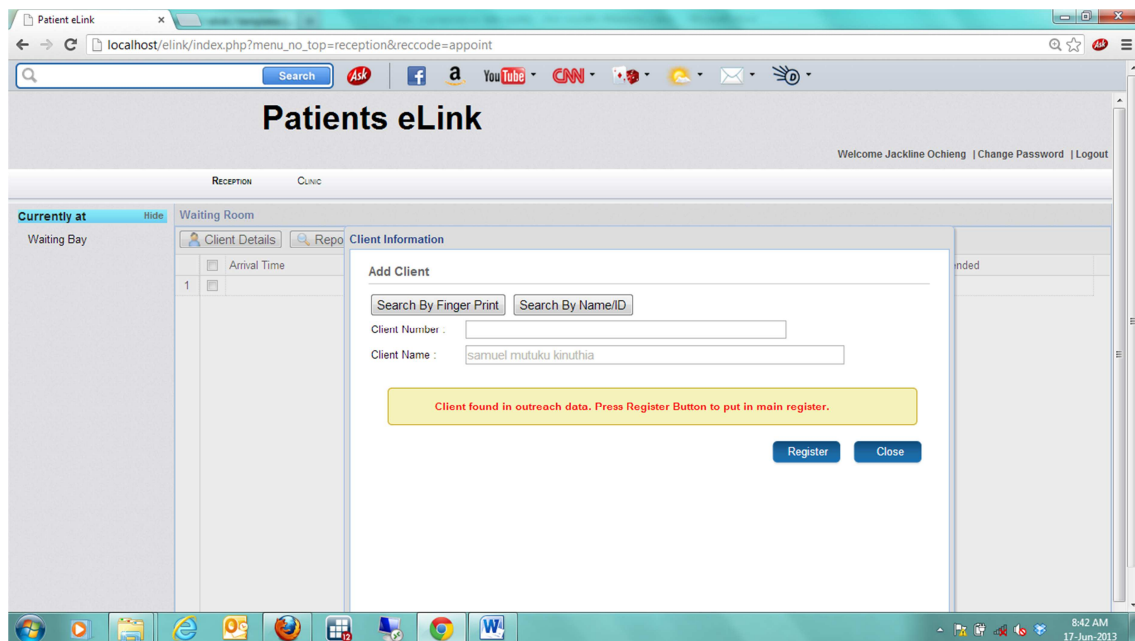 Patient eLink
localhost/elink/index.php?menu_no_top=reception&reccode=appoint
Search Ask f a YouTube CNN
Patients eLink
Welcome Jackline Ochieng | Change Password | Logout
RECEPTION CLINIC
Currently at Hide
Waiting Bay
Waiting Room
Client Details Repo
Arrival Time
nded
1
Client Information
Add Client
Search By Finger Print Search By Name/ID
Client Number :
Client Name : samuel mutuku kinuthia
Client found in outreach data. Press Register Button to put in main register.
Register Close
8:42 AM
17-Jun-2013